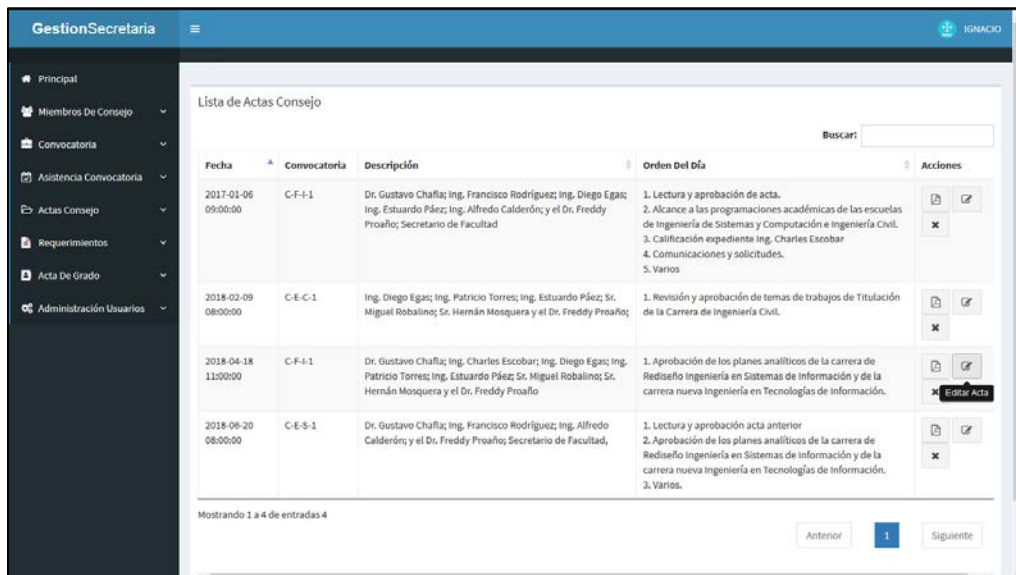 GestionSecretaria
IGNACIO
Principal
Miembros De Consejo
Convocatoria
Asistencia Convocatoria
Actas Consejo
Requerimientos
Acta De Grado
Administración Usuarios
Lista de Actas Consejo
Buscar:
Fecha Convocatoria Descripción Orden Del Día Acciones
2017-01-06
09:00:00
C-F-I-1
Dr. Gustavo Chafla; Ing. Francisco Rodríguez; Ing. Diego Egas;
Ing. Estuardo Páez; Ing. Alfredo Calderón; y el Dr. Freddy
Proaño; Secretario de Facultad
1. Lectura y aprobación de acta.
2. Alcance a las programaciones académicas de las escuelas
de Ingeniería de Sistemas y Computación e Ingeniería Civil.
3. Calificación expediente Ing. Charles Escobar
4. Comunicaciones y solicitudes.
5. Varios
2018-02-09
08:00:00
C-E-C-1
Ing. Diego Egas; Ing. Patricio Torres; Ing. Estuardo Páez; Sr.
Miguel Robalino; Sr. Hernán Mosquera y el Dr. Freddy Proaño;
1. Revisión y aprobación de temas de trabajos de Titulación
de la Carrera de Ingeniería Civil.
2018-04-18
11:00:00
C-F-I-1
Dr. Gustavo Chafla; Ing. Charles Escobar; Ing. Diego Egas; Ing.
Patricio Torres; Ing. Estuardo Páez; Sr. Miguel Robalino; Sr.
Hernán Mosquera y el Dr. Freddy Proaño
1. Aprobación de los planes analíticos de la carrera de
Rediseño Ingeniería en Sistemas de Información y de la
carrera nueva Ingeniería en Tecnologías de Información.
Editar Acta
2018-06-20
08:00:00
C-E-S-1
Dr. Gustavo Chafla; Ing. Francisco Rodríguez; Ing. Alfredo
Calderón; y el Dr. Freddy Proaño; Secretario de Facultad,
1. Lectura y aprobación acta anterior
2. Aprobación de los planes analíticos de la carrera de
Rediseño Ingeniería en Sistemas de Información y de la
carrera nueva Ingeniería en Tecnologías de Información.
3. Varios.
Mostrando 1 a 4 de entradas 4
Anterior 1 Siguiente